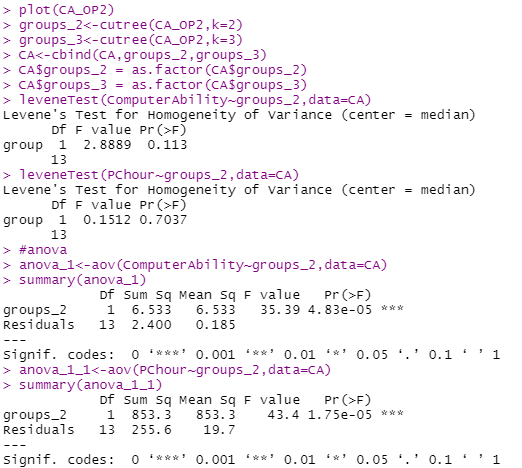 > plot(CA_OP2)
> groups_2<-cutree(CA_OP2,k=2)
> groups_3<-cutree(CA_OP2,k=3)
> CA<-cbind(CA,groups_2,groups_3)
> CA$groups_2 = as.factor(CA$groups_2)
> CA$groups_3 = as.factor(CA$groups_3)
> leveneTest(ComputerAbility~groups_2,data=CA)
Levene's Test for Homogeneity of Variance (center = median)
      Df F value Pr(>F)
group  1  2.8889  0.113
      13
> leveneTest(PChour~groups_2,data=CA)
Levene's Test for Homogeneity of Variance (center = median)
      Df F value Pr(>F)
group  1  0.1512 0.7037
      13
> #anova
> anova_1<-aov(ComputerAbility~groups_2,data=CA)
> summary(anova_1)
            Df Sum Sq Mean Sq F value   Pr(>F)
groups_2     1  6.533   6.533   35.39 4.83e-05 ***
Residuals   13  2.400   0.185
---
Signif. codes:  0 ‘***’ 0.001 ‘**’ 0.01 ‘*’ 0.05 ‘.’ 0.1 ‘ ’ 1
> anova_1_1<-aov(PChour~groups_2,data=CA)
> summary(anova_1_1)
            Df Sum Sq Mean Sq F value   Pr(>F)
groups_2     1  853.3   853.3    43.4 1.75e-05 ***
Residuals   13  255.6    19.7
---
Signif. codes:  0 ‘***’ 0.001 ‘**’ 0.01 ‘*’ 0.05 ‘.’ 0.1 ‘ ’ 1